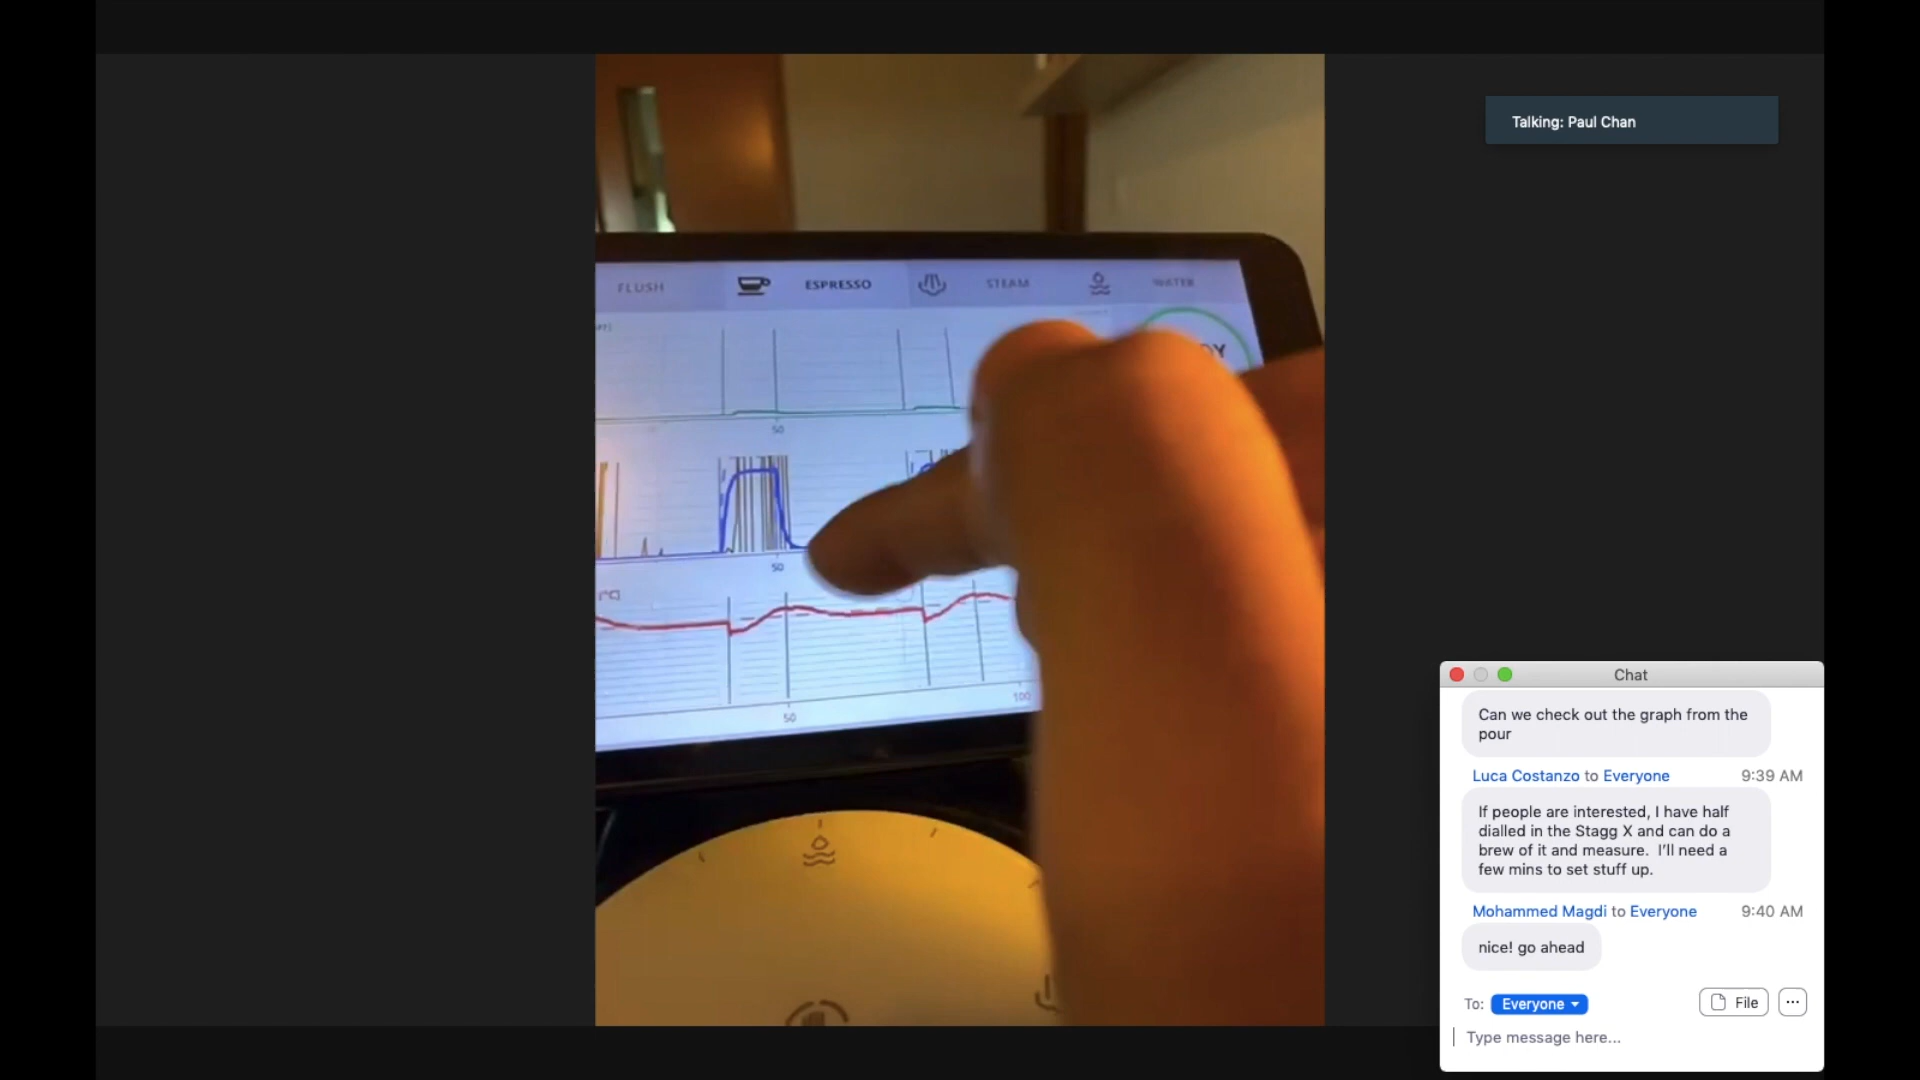 Talking: Paul Chan
FLUSH
ESPRESSO
STEAM
WATER
50
50
50
100
Chat
Can we check out the graph from the
pour
Luca Costanzo to Everyone 9:39 AM
If people are interested, I have half
dialled in the Stagg X and can do a
brew of it and measure.  I'll need a
few mins to set stuff up.
Mohammed Magdi to Everyone 9:40 AM
nice! go ahead
To: Everyone File ...
Type message here...